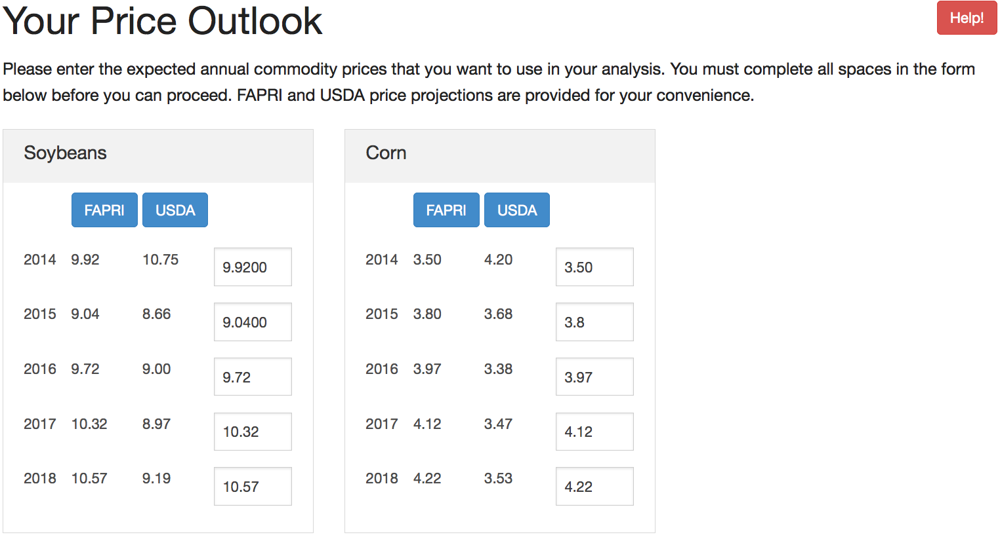 Your Price Outlook
Help!
Please enter the expected annual commodity prices that you want to use in your analysis. You must complete all spaces in the form
below before you can proceed. FAPRI and USDA price projections are provided for your convenience.
Soybeans
FAPRI USDA
2014 9.92 10.75 9.9200
2015 9.04 8.66 9.0400
2016 9.72 9.00 9.72
2017 10.32 8.97 10.32
2018 10.57 9.19 10.57
Corn
FAPRI USDA
2014 3.50 4.20 3.50
2015 3.80 3.68 3.8
2016 3.97 3.38 3.97
2017 4.12 3.47 4.12
2018 4.22 3.53 4.22